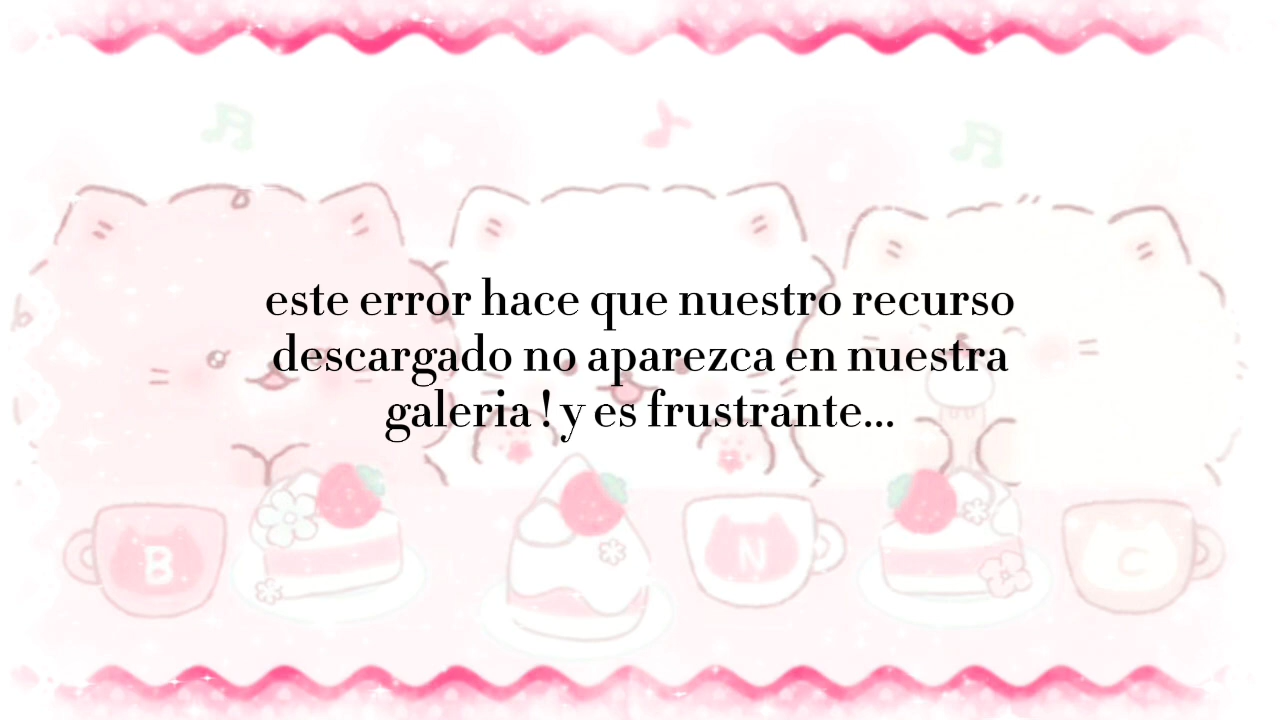 este error hace que nuestro recurso
descargado no aparezca en nuestra
galeria ! y es frustrante...
B
N
C